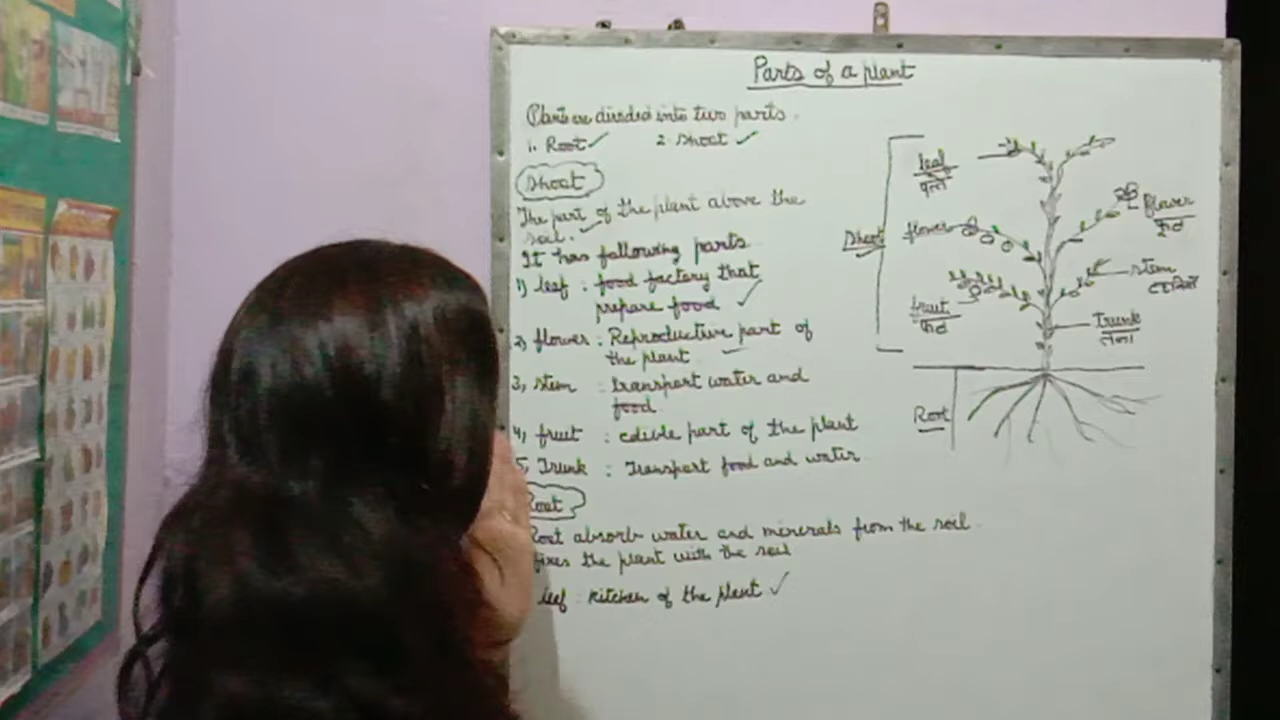 Parts of a plant
Plants are divided into two parts.
1. Root ✓ 2. Shoot ✓
Shoot
The part of the plant above the
soil.
It has following parts
1) leaf : food factory that
prepare food ✓
2) flower : Reproductive part of
the plant
3) stem : transport water and
food.
4) fruit : edible part of the plant
5, Trunk : Transport food and water
Root
Root absorb water and minerals from the soil.
fixes the plant with the soil
leaf : kitchen of the plant ✓
leaf
पत्ते
flower
flower
फूल
Shoot
stem
fruit
फल
Trunk
तना
Root